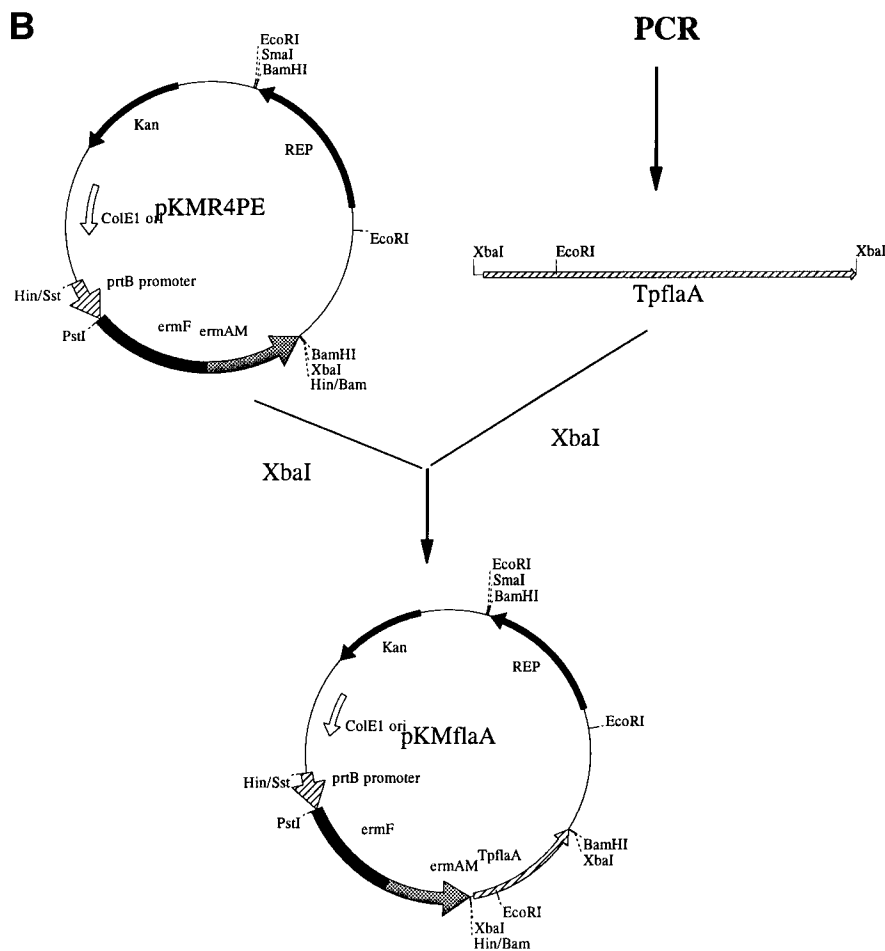 B
PCR
EcoRI
SmaI
BamHI
Kan
REP
pKMR4PE
ColE1 ori
EcoRI
XbaI
EcoRI
XbaI
TpflaA
Hin/Sst
prtB promoter
PstI
ermF
ermAM
BamHI
XbaI
Hin/Bam
XbaI
XbaI
EcoRI
SmaI
BamHI
Kan
REP
ColE1 ori
pKMflaA
EcoRI
Hin/Sst
prtB promoter
PstI
ermF
ermAM
TpflaA
BamHI
XbaI
EcoRI
XbaI
Hin/Bam